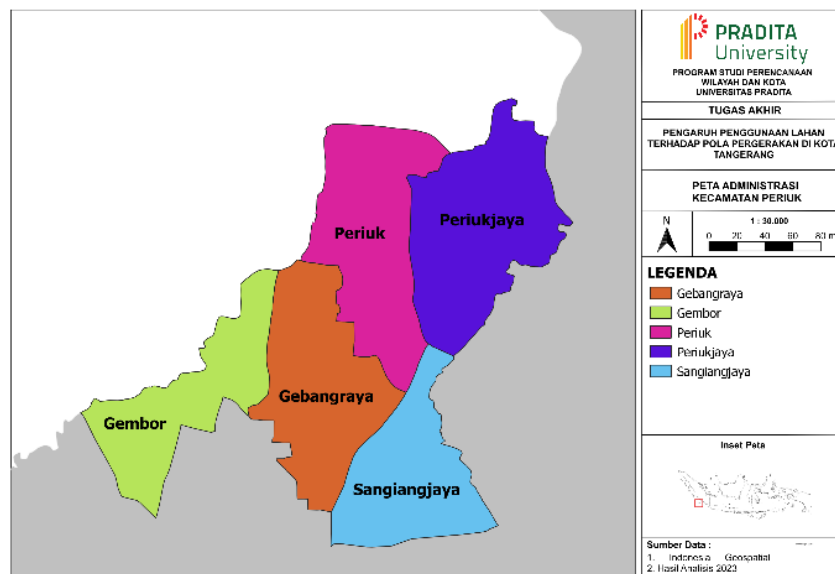 Periuk
Periukjaya
Gembor
Gebangraya
Sangiangjaya
PRADITA
University
PROGRAM STUDI PERENCANAAN
WILAYAH DAN KOTA
UNIVERSITAS PRADITA
TUGAS AKHIR
PENGARUH PENGGUNAAN LAHAN
TERHADAP POLA PERGERAKAN DI KOTA
TANGERANG
PETA ADMINISTRASI
KECAMATAN PERIUK
N
1 : 30.000
0 20 40 60 80 m
LEGENDA
Gebangraya
Gembor
Periuk
Periukjaya
Sangiangjaya
Inset Peta
Sumber Data :
1. Indonesia Geospasial
2. Hasil Analisis 2023